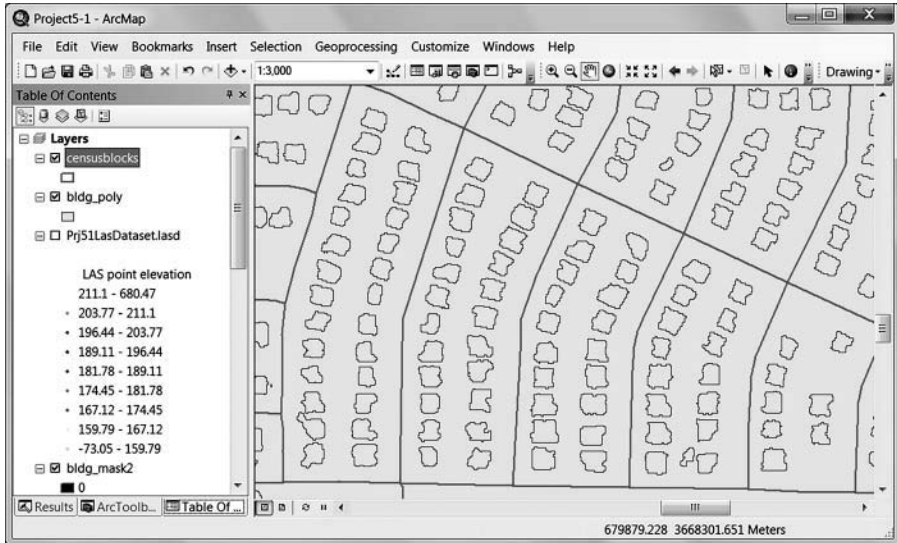 Project5-1 - ArcMap
File Edit View Bookmarks Insert Selection Geoprocessing Customize Windows Help
1:3,000
Drawing
Table Of Contents
Layers
censusblocks
bldg_poly
Prj51LasDataset.lasd
LAS point elevation
211.1 - 680.47
203.77 - 211.1
196.44 - 203.77
189.11 - 196.44
181.78 - 189.11
174.45 - 181.78
167.12 - 174.45
159.79 - 167.12
-73.05 - 159.79
bldg_mask2
0
Results ArcToolb... Table Of ...
679879.228 3668301.651 Meters